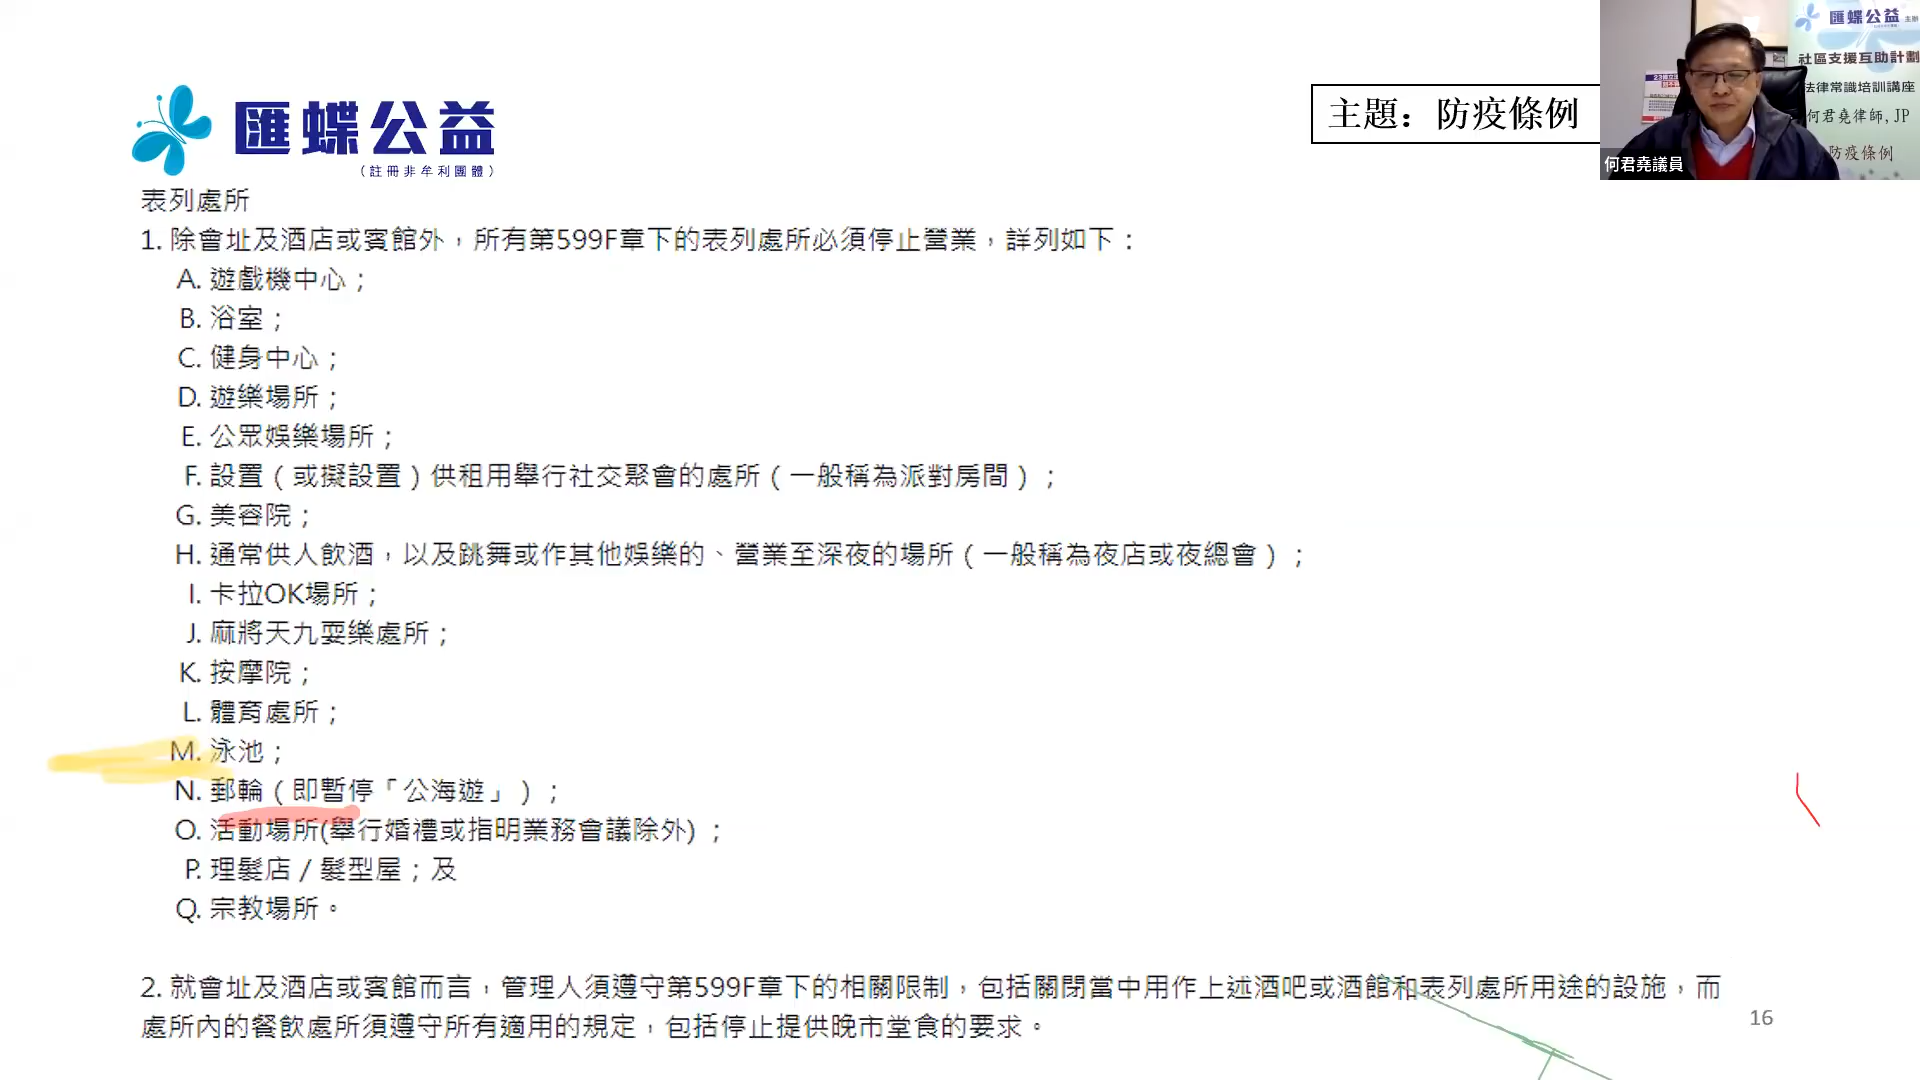 匯蝶公益
(註冊非牟利團體)
主題：防疫條例
匯蝶公益 主辦
社區支援互助計劃
法律常識培訓講座
何君堯律師, JP
防疫條例
何君堯議員
表列處所
1. 除會址及酒店或賓館外，所有第599F章下的表列處所必須停止營業，詳列如下：
A. 遊戲機中心；
B. 浴室；
C. 健身中心；
D. 遊樂場所；
E. 公眾娛樂場所；
F. 設置（或擬設置）供租用舉行社交聚會的處所（一般稱為派對房間）；
G. 美容院；
H. 通常供人飲酒，以及跳舞或作其他娛樂的、營業至深夜的場所（一般稱為夜店或夜總會）；
I. 卡拉OK場所；
J. 麻將天九耍樂處所；
K. 按摩院；
L. 體育處所；
M. 泳池；
N. 郵輪（即暫停「公海遊」）；
O. 活動場所(舉行婚禮或指明業務會議除外)；
P. 理髮店 / 髮型屋；及
Q. 宗教場所。
2. 就會址及酒店或賓館而言，管理人須遵守第599F章下的相關限制，包括關閉當中用作上述酒吧或酒館和表列處所用途的設施，而
處所內的餐飲處所須遵守所有適用的規定，包括停止提供晚市堂食的要求。
16